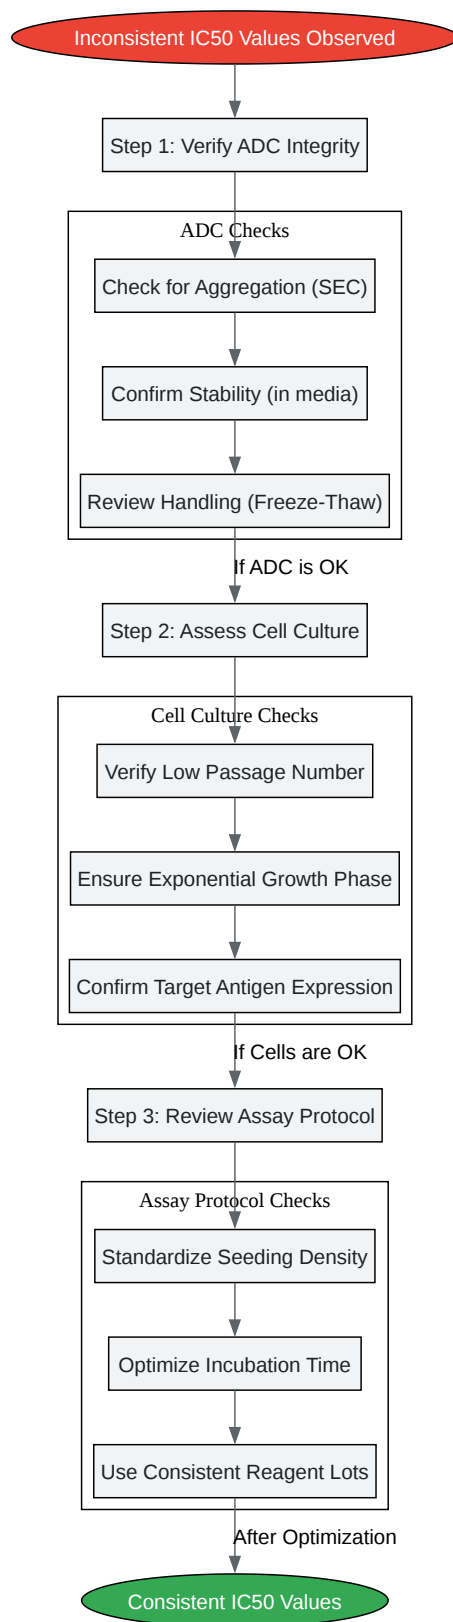 Inconsistent IC50 Values Observed
Step 1: Verify ADC Integrity
ADC Checks
Check for Aggregation (SEC)
Confirm Stability (in media)
Review Handling (Freeze-Thaw)
If ADC is OK
Step 2: Assess Cell Culture
Cell Culture Checks
Verify Low Passage Number
Ensure Exponential Growth Phase
Confirm Target Antigen Expression
If Cells are OK
Step 3: Review Assay Protocol
Assay Protocol Checks
Standardize Seeding Density
Optimize Incubation Time
Use Consistent Reagent Lots
After Optimization
Consistent IC50 Values